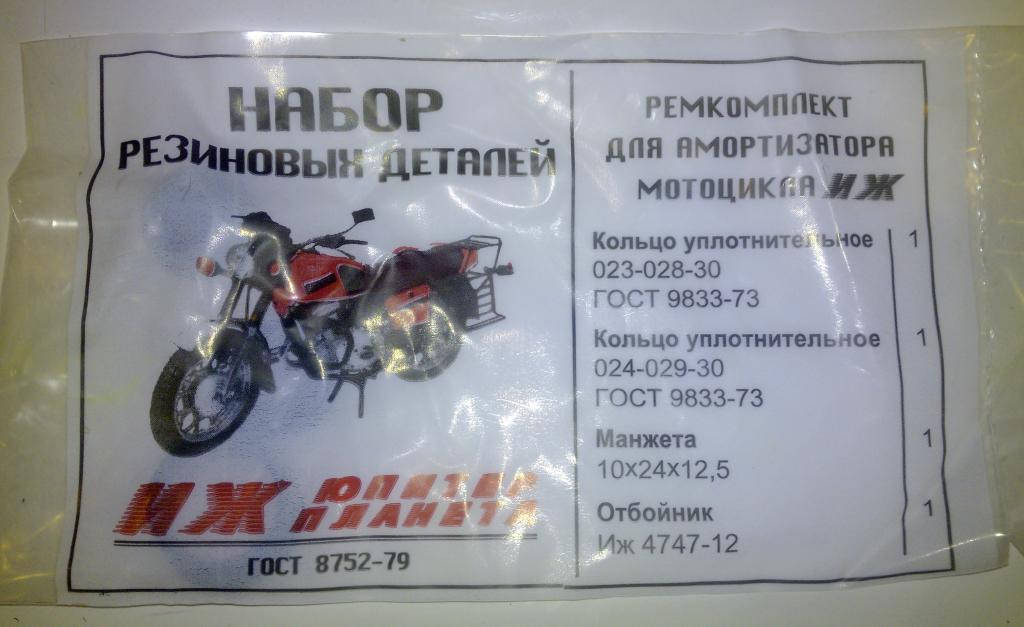 НАБОР
РЕЗИНОВЫХ ДЕТАЛЕЙ
ИЖ ЮПИТЕР
ПЛАНЕТА
ГОСТ 8752-79
РЕМКОМПЛЕКТ
ДЛЯ АМОРТИЗАТОРА
МОТОЦИКЛА ИЖ
Кольцо уплотнительное 1
023-028-30
ГОСТ 9833-73
Кольцо уплотнительное 1
024-029-30
ГОСТ 9833-73
Манжета 1
10х24х12,5
Отбойник 1
Иж 4747-12